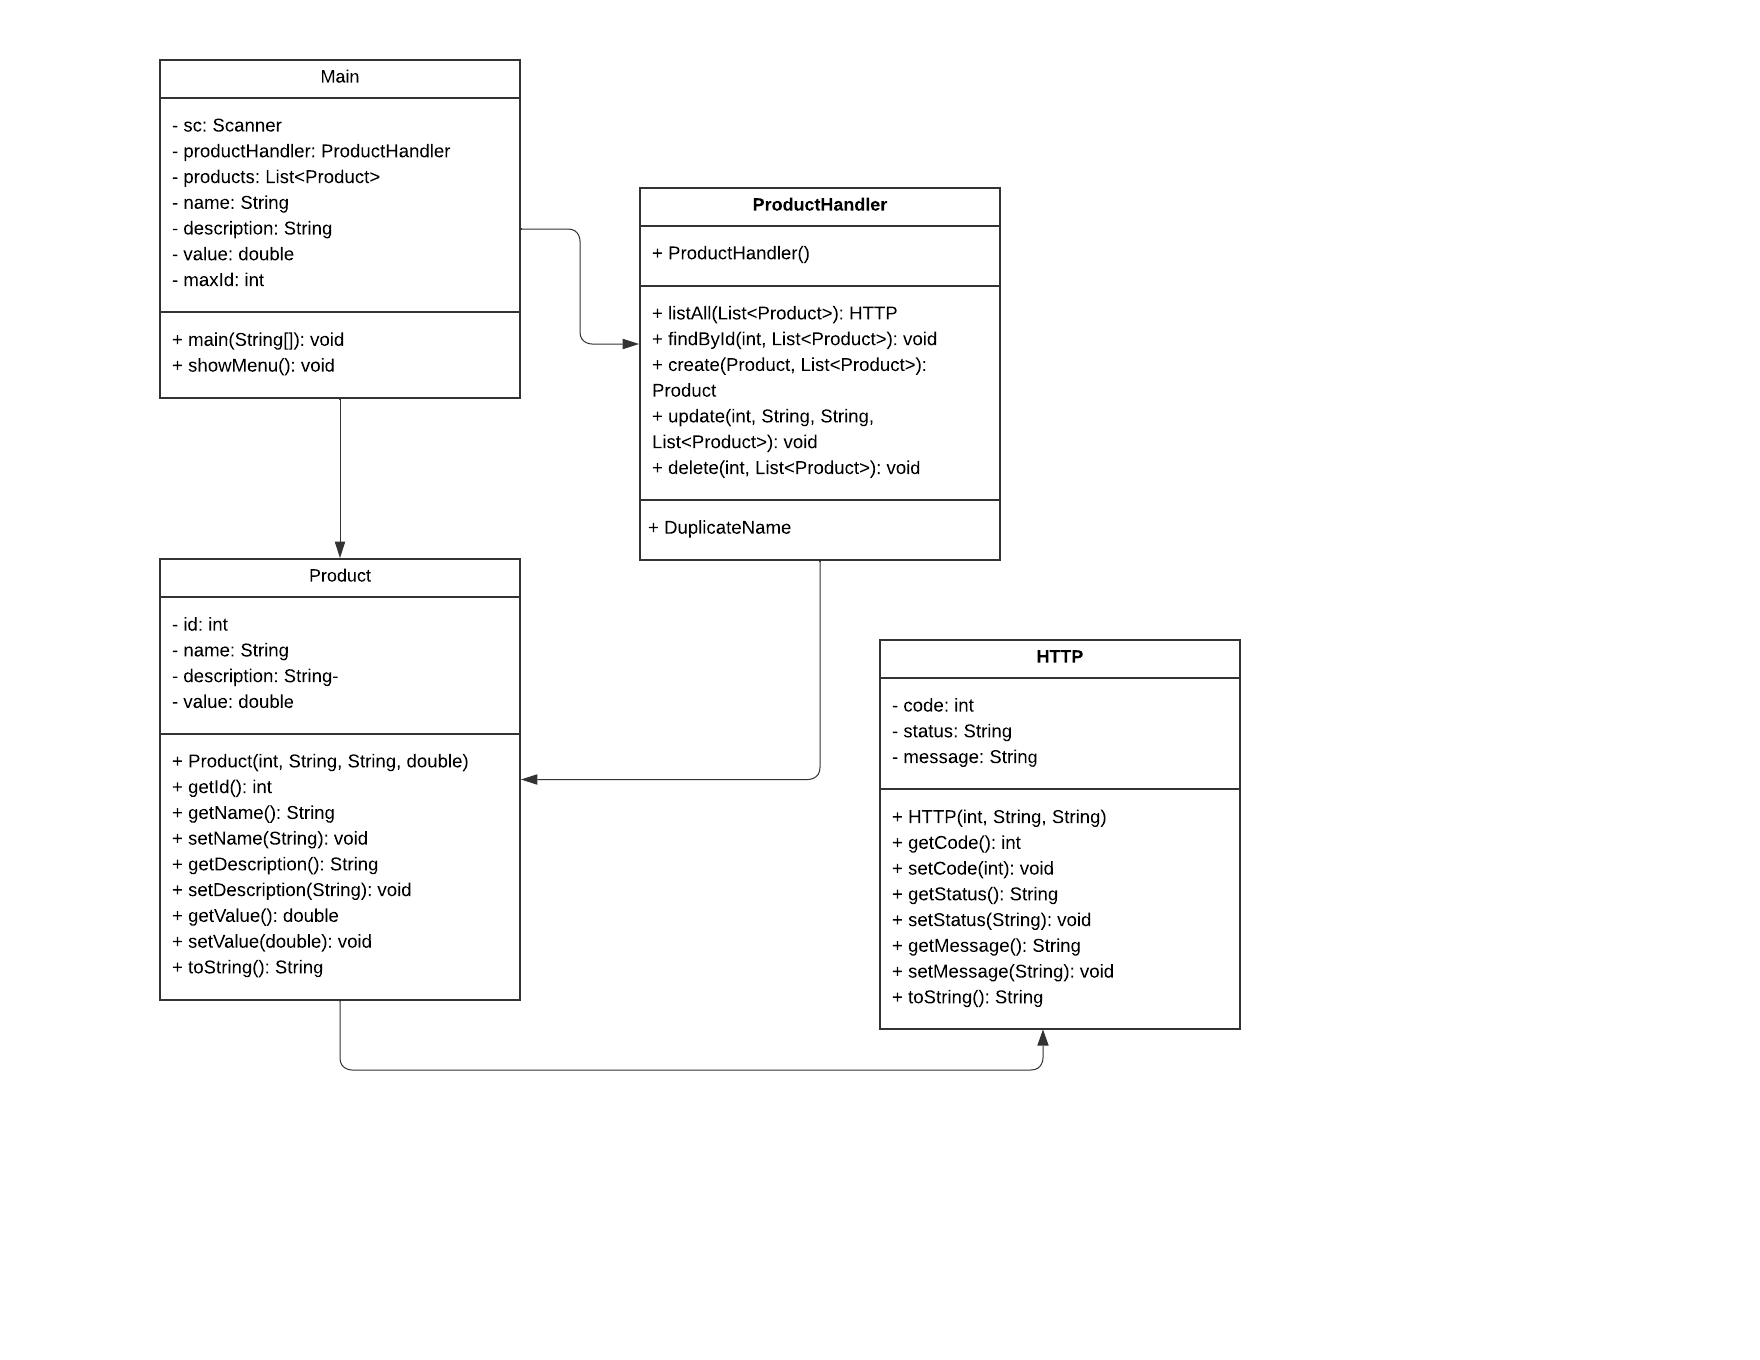 Main
- sc: Scanner
- productHandler: ProductHandler
- products: List<Product>
- name: String
- description: String
- value: double
- maxId: int
+ main(String[]): void
+ showMenu(): void
ProductHandler
+ ProductHandler()
+ listAll(List<Product>): HTTP
+ findById(int, List<Product>): void
+ create(Product, List<Product>):
Product
+ update(int, String, String,
List<Product>): void
+ delete(int, List<Product>): void
+ DuplicateName
Product
- id: int
- name: String
- description: String-
- value: double
+ Product(int, String, String, double)
+ getId(): int
+ getName(): String
+ setName(String): void
+ getDescription(): String
+ setDescription(String): void
+ getValue(): double
+ setValue(double): void
+ toString(): String
HTTP
- code: int
- status: String
- message: String
+ HTTP(int, String, String)
+ getCode(): int
+ setCode(int): void
+ getStatus(): String
+ setStatus(String): void
+ getMessage(): String
+ setMessage(String): void
+ toString(): String